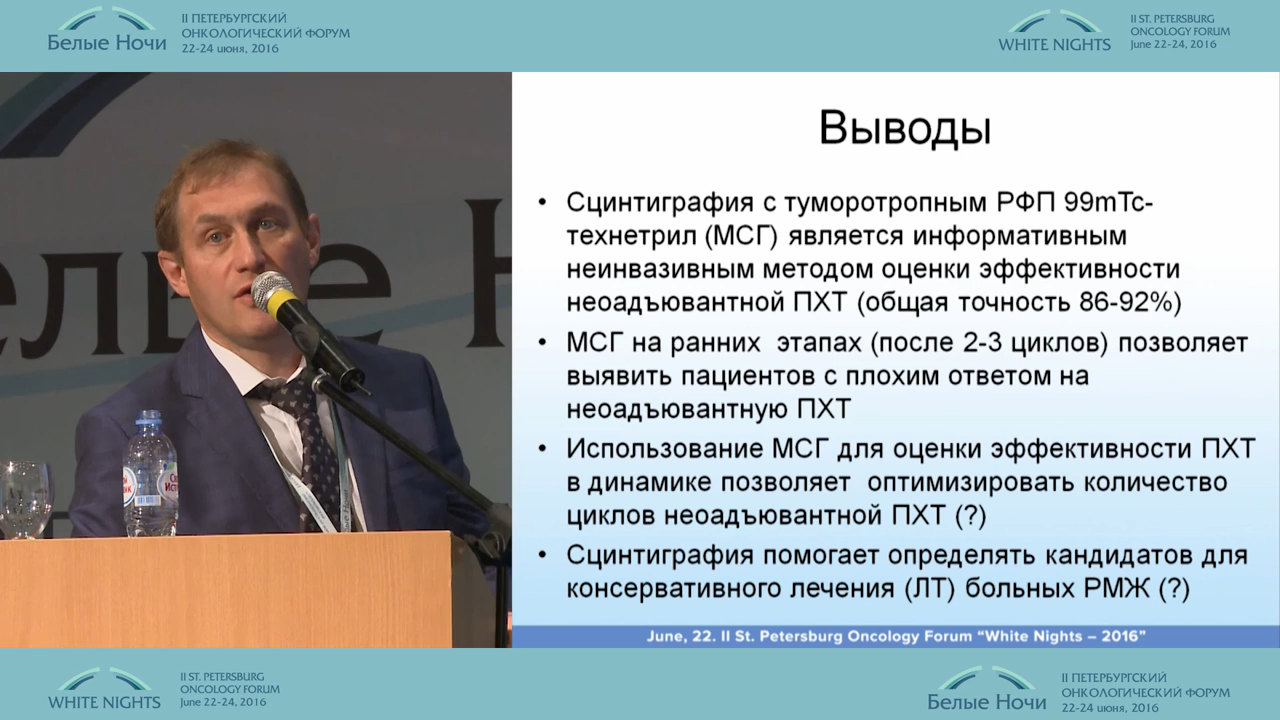 II ПЕТЕРБУРГСКИЙ
ОНКОЛОГИЧЕСКИЙ ФОРУМ
Белые Ночи
22-24 июня, 2016
II ST. PETERSBURG
ONCOLOGY FORUM
WHITE NIGHTS
June 22-24, 2016
Выводы
• Сцинтиграфия с туморотропным РФП 99mTc-
технетрил (МСГ) является информативным
неинвазивным методом оценки эффективности
неоадъювантной ПХТ (общая точность 86-92%)
• МСГ на ранних этапах (после 2-3 циклов) позволяет
выявить пациентов с плохим ответом на
неоадъювантную ПХТ
• Использование МСГ для оценки эффективности ПХТ
в динамике позволяет оптимизировать количество
циклов неоадъювантной ПХТ (?)
• Сцинтиграфия помогает определять кандидатов для
консервативного лечения (ЛТ) больных РМЖ (?)
June, 22. II St. Petersburg Oncology Forum “White Nights – 2016”
II ST. PETERSBURG
ONCOLOGY FORUM
WHITE NIGHTS
June 22-24, 2016
II ПЕТЕРБУРГСКИЙ
ОНКОЛОГИЧЕСКИЙ ФОРУМ
Белые Ночи
22-24 июня, 2016